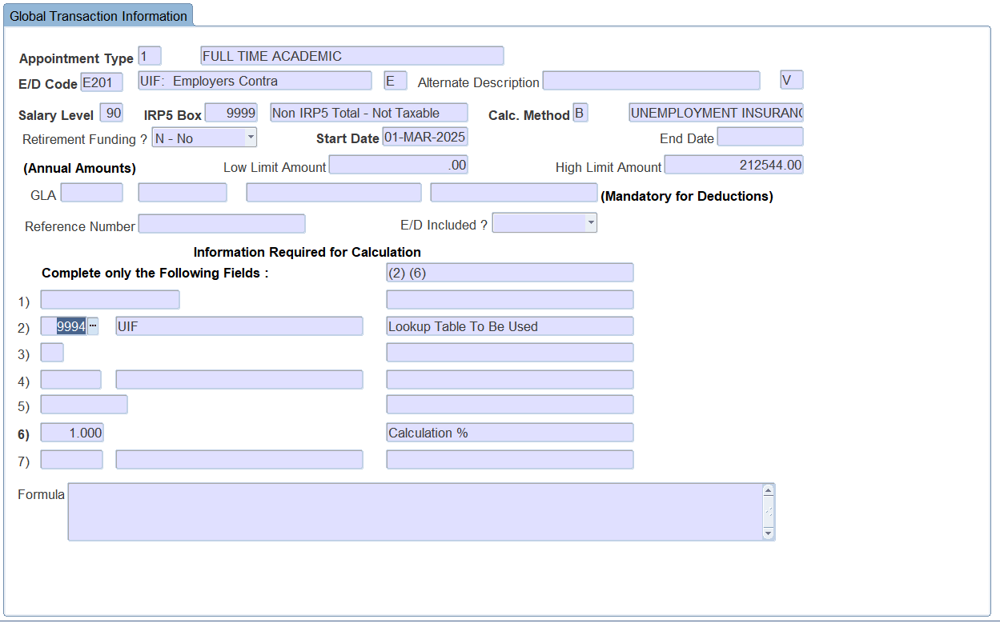 Global Transaction Information
Appointment Type 1 FULL TIME ACADEMIC
E/D Code E201 UIF: Employers Contra E Alternate Description V
Salary Level 90 IRP5 Box 9999 Non IRP5 Total - Not Taxable Calc. Method B UNEMPLOYMENT INSURANC
Retirement Funding ? N - No Start Date 01-MAR-2025 End Date
(Annual Amounts) Low Limit Amount .00 High Limit Amount 212544.00
GLA (Mandatory for Deductions)
Reference Number E/D Included ?
Information Required for Calculation
Complete only the Following Fields : (2) (6)
1)
2) 9994 ... UIF Lookup Table To Be Used
3)
4)
5)
6) 1.000 Calculation %
7)
Formula